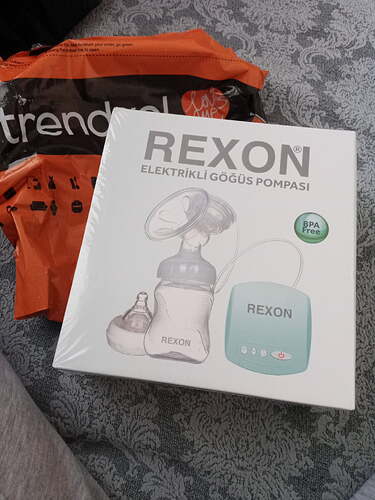 trendyol
REXON®
ELEKTRİKLİ GÖĞÜS POMPASI
BPA
Free
REXON
REXON